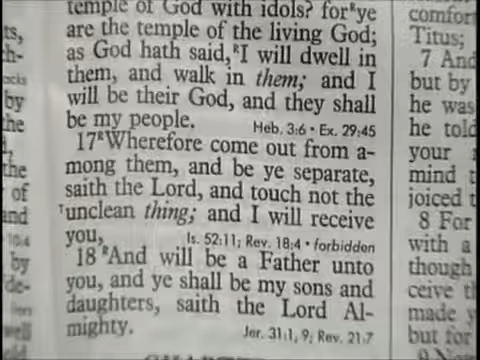 temple of God with idols? for ᴿye
are the temple of the living God;
as God hath said, ᴿI will dwell in
them, and walk in them; and I
will be their God, and they shall
be my people. Heb. 3:6 • Ex. 29:45
17 ᴿWherefore come out from a-
mong them, and be ye separate,
saith the Lord, and touch not the
ᵀunclean thing; and I will receive
you, Is. 52:11; Rev. 18:4 • forbidden
18 ᴿAnd will be a Father unto
you, and ye shall be my sons and
daughters, saith the Lord Al-
mighty. Jer. 31:1, 9; Rev. 21:7
comfort
Titus;
7 And
but by
he was
he told
your
mind
joiced
8 For
with a
though
ceive
made
but for